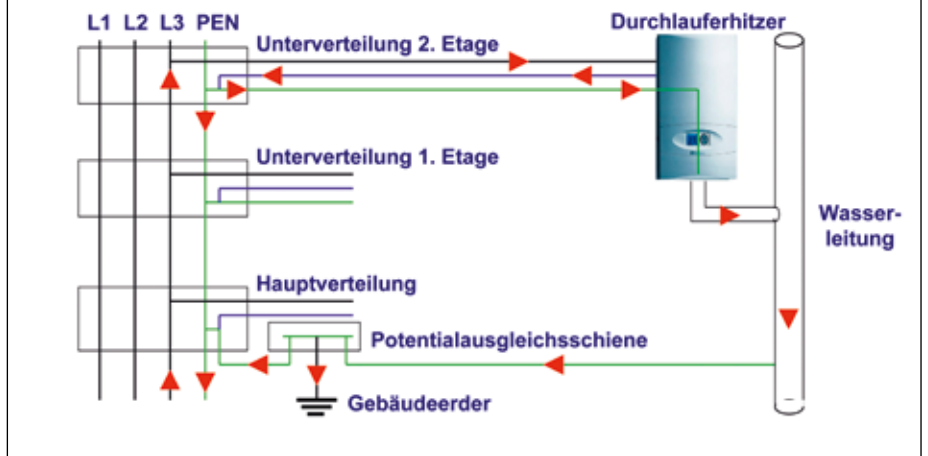 L1 L2 L3 PEN
Durchlauferhitzer
Unterverteilung 2. Etage
Unterverteilung 1. Etage
Wasser-
leitung
Hauptverteilung
Potentialausgleichsschiene
Gebäudeerder